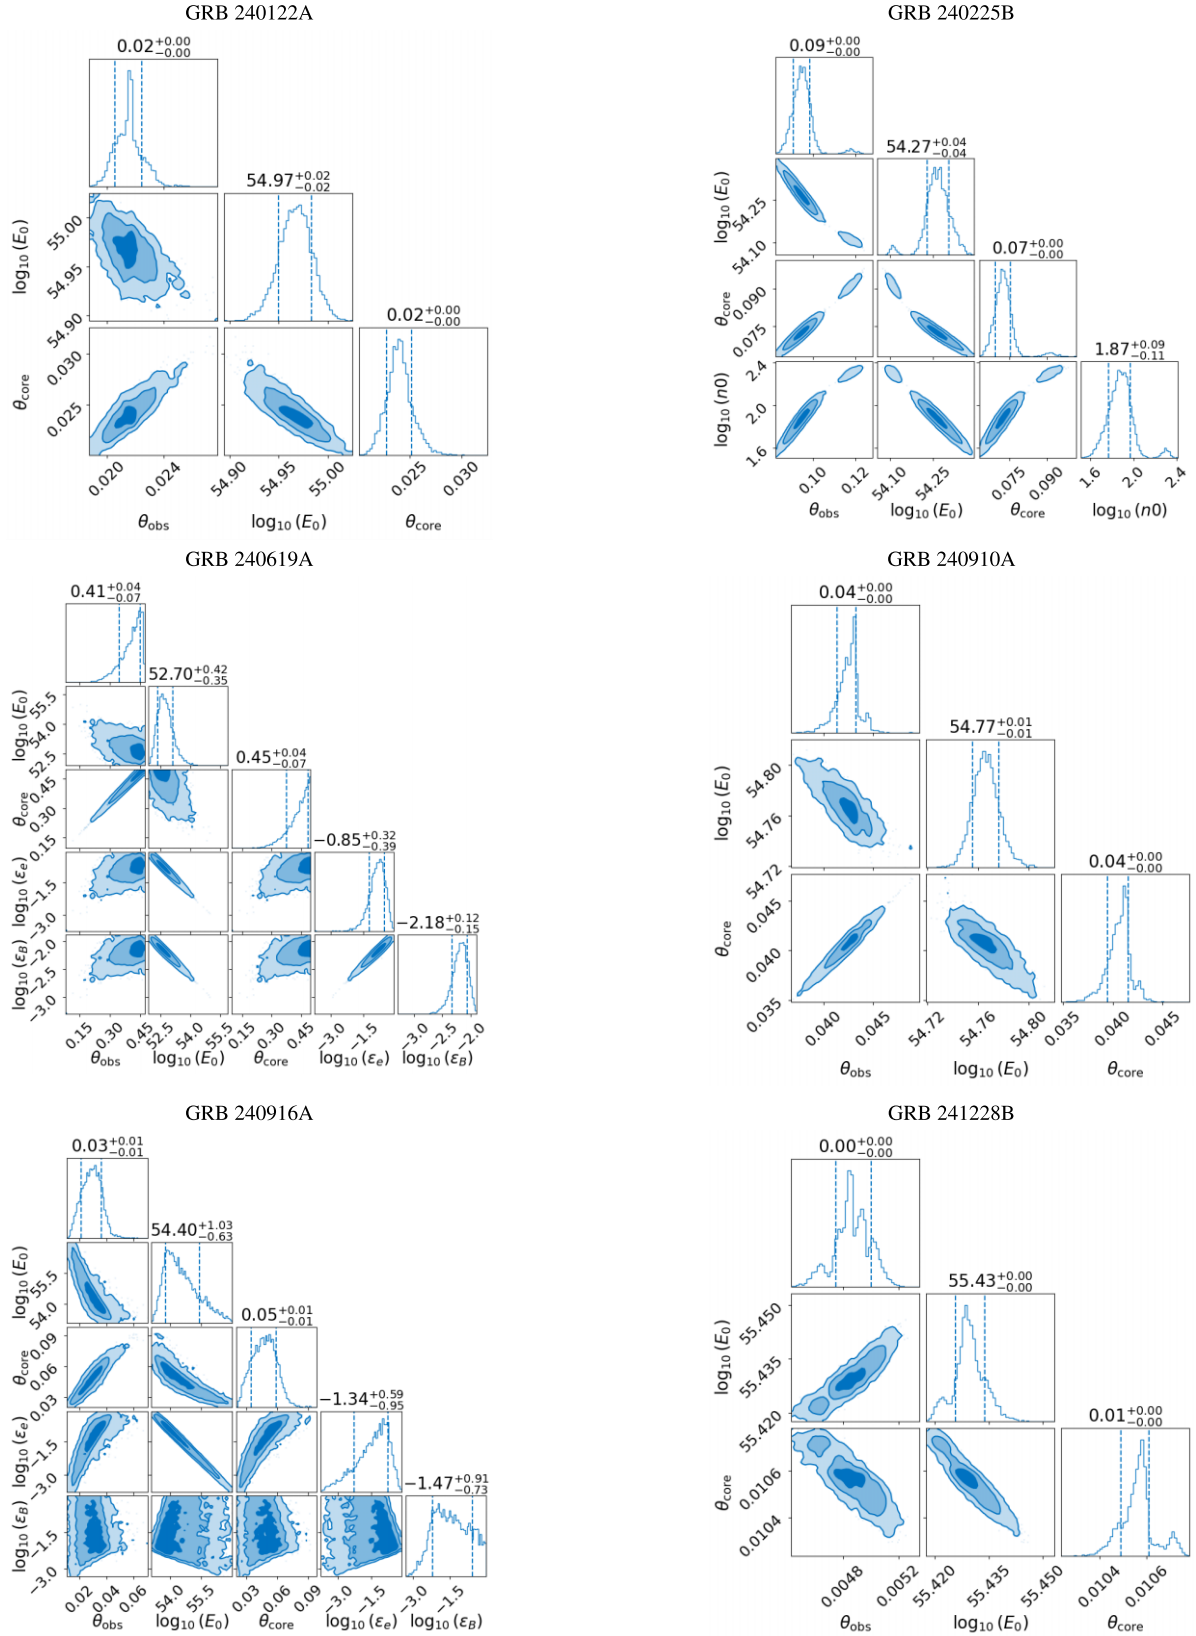 GRB 240122A
0.02+0.00−0.00
54.97+0.02−0.02
0.02+0.00−0.00
log10 (E0)
55.00
54.95
54.90
θcore
0.030
0.025
0.020 0.024
54.90 54.95 55.00
0.025 0.030
θobs log10 (E0) θcore
GRB 240225B
0.09+0.00−0.00
54.27+0.04−0.04
0.07+0.00−0.00
1.87+0.09−0.11
log10 (E0)
54.25
54.10
θcore
0.090
0.075
log10 (n0)
2.4
2.0
1.6
0.10 0.12
54.10 54.25
0.075 0.090
1.6 2.0 2.4
θobs log10 (E0) θcore log10 (n0)
GRB 240619A
0.41+0.04−0.07
52.70+0.42−0.35
0.45+0.04−0.07
−0.85+0.32−0.39
−2.18+0.12−0.15
log10 (E0)
55.5
54.0
52.5
θcore
0.45
0.30
0.15
log10 (εe)
−1.5
−3.0
log10 (εB)
−2.0
−2.5
−3.0
0.15 0.30 0.45
52.5 54.0 55.5
0.15 0.30 0.45
−3.0 −1.5
−3.0 −2.5 −2.0
θobs log10 (E0) θcore log10 (εe) log10 (εB)
GRB 240910A
0.04+0.00−0.00
54.77+0.01−0.01
0.04+0.00−0.00
log10 (E0)
54.80
54.76
54.72
θcore
0.045
0.040
0.035
0.040 0.045
54.72 54.76 54.80
0.035 0.040 0.045
θobs log10 (E0) θcore
GRB 240916A
0.03+0.01−0.01
54.40+1.03−0.63
0.05+0.01−0.01
−1.34+0.59−0.95
−1.47+0.91−0.73
log10 (E0)
55.5
54.0
θcore
0.09
0.06
0.03
log10 (εe)
−1.5
−3.0
log10 (εB)
−1.5
−3.0
0.02 0.04 0.06
54.0 55.5
0.03 0.06 0.09
−3.0 −1.5
−3.0 −1.5
θobs log10 (E0) θcore log10 (εe) log10 (εB)
GRB 241228B
0.00+0.00−0.00
55.43+0.00−0.00
0.01+0.00−0.00
log10 (E0)
55.450
55.435
55.420
θcore
0.0106
0.0104
0.0048 0.0052
55.420 55.435 55.450
0.0104 0.0106
θobs log10 (E0) θcore